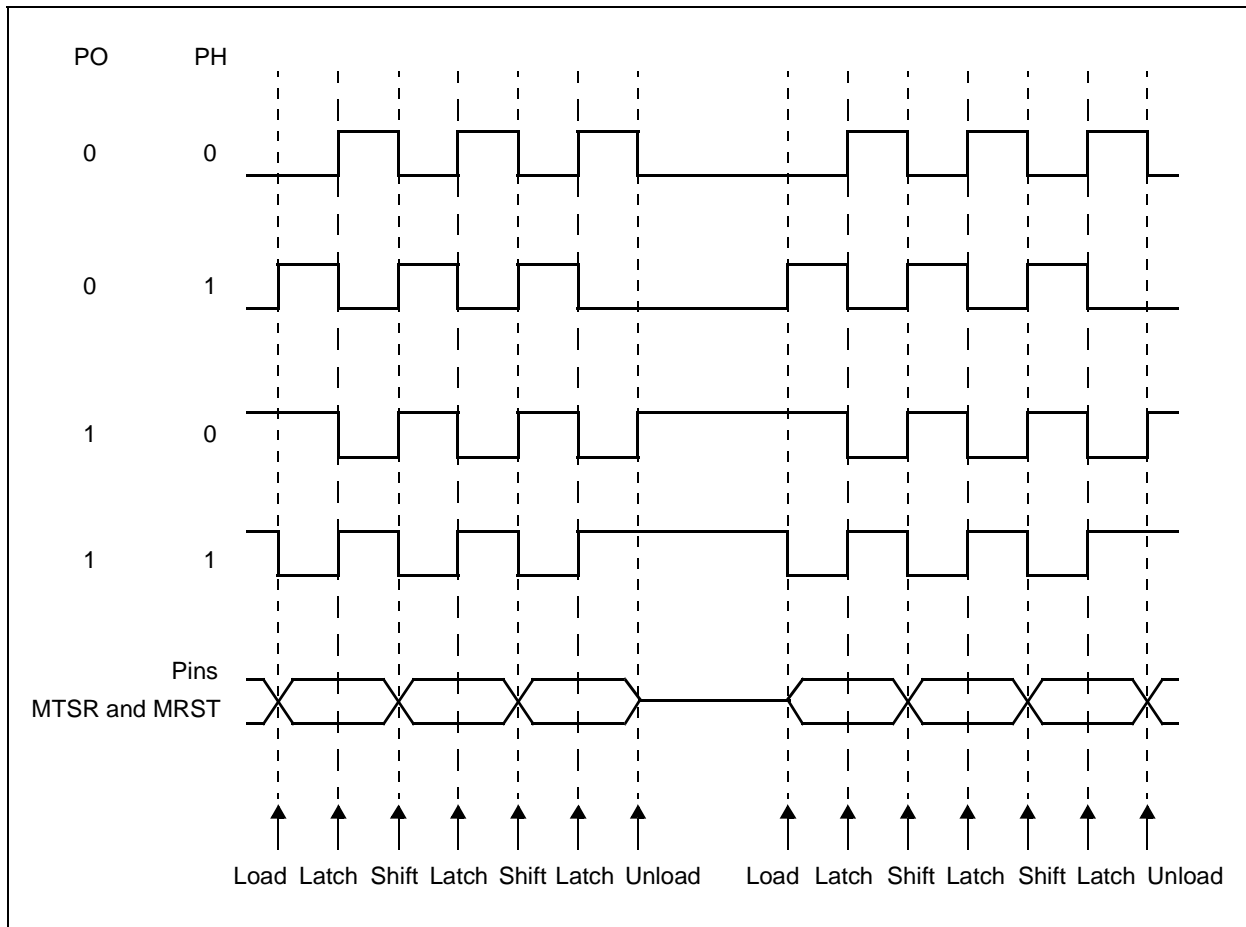 PO PH
0 0
0 1
1 0
1 1
Pins
MTSR and MRST
Load Latch Shift Latch Shift Latch Unload Load Latch Shift Latch Shift Latch Unload